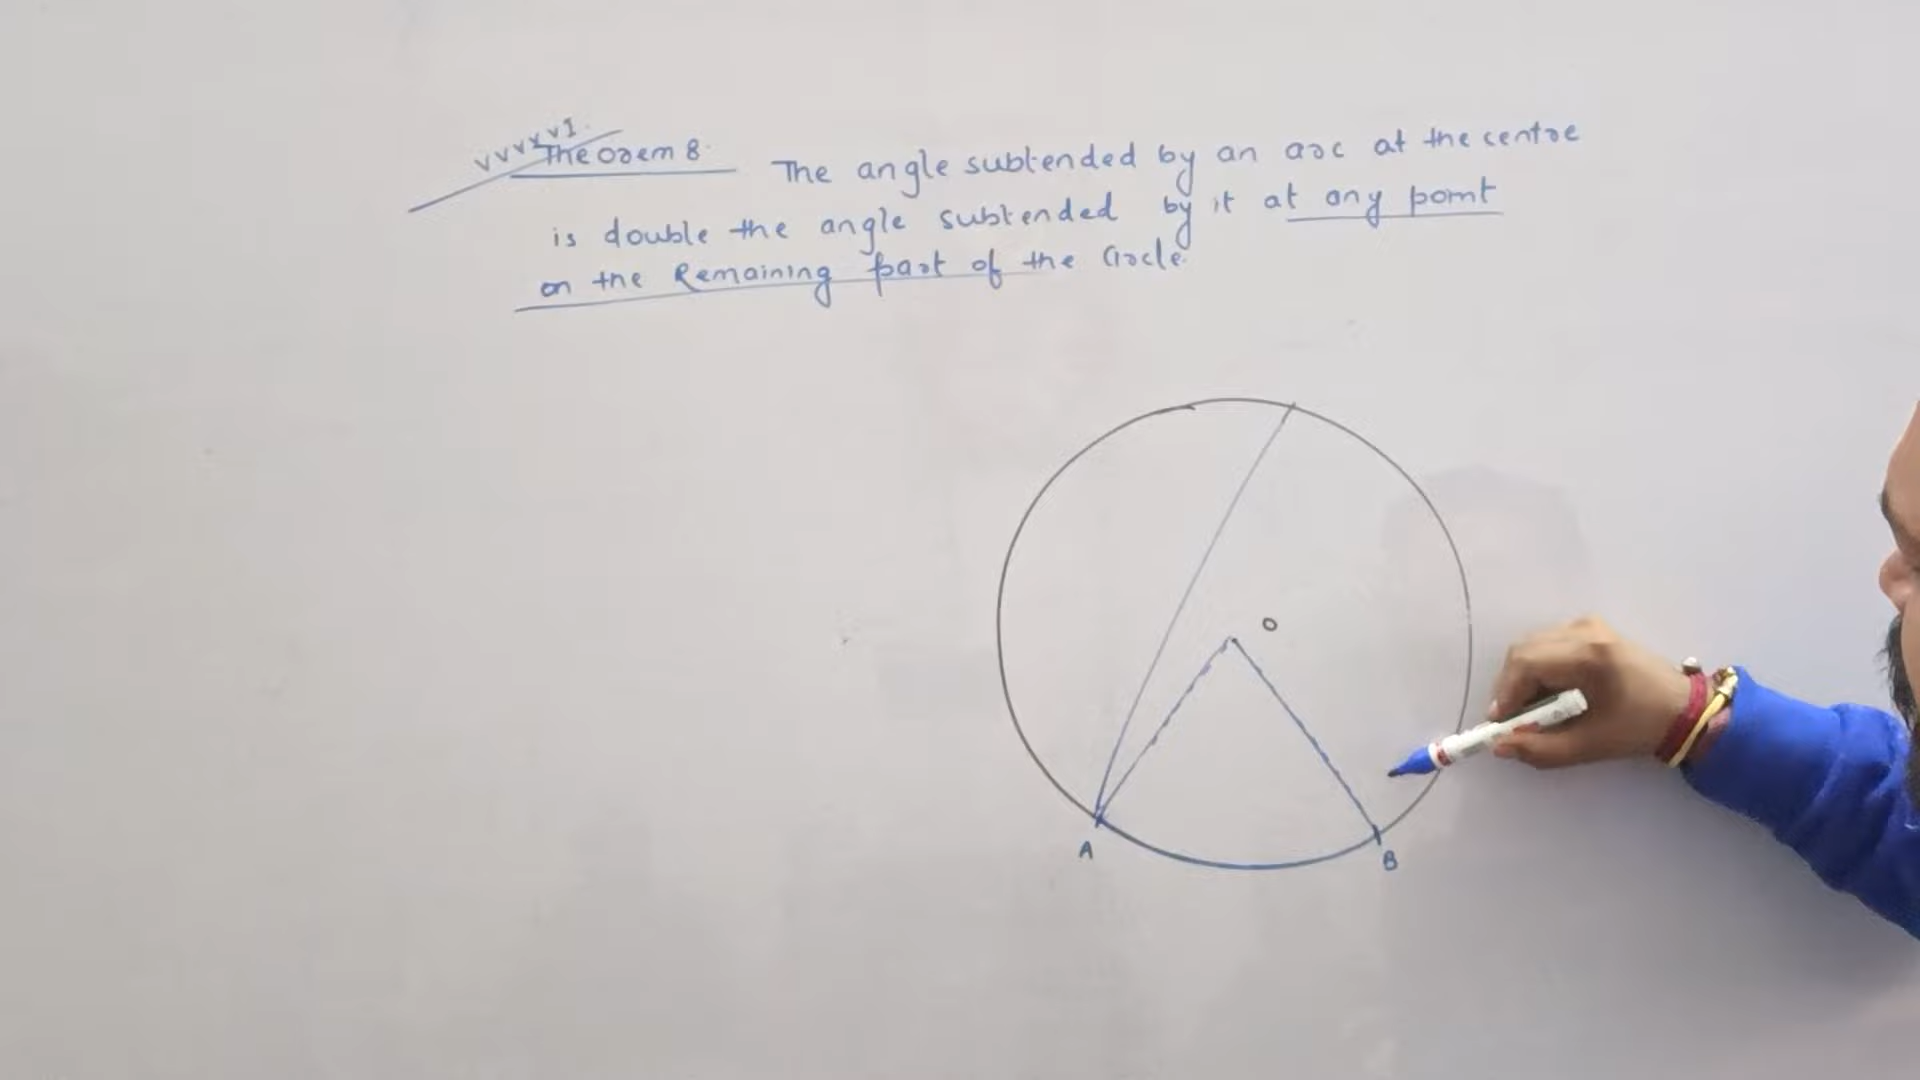 VVVVVI.
Theorem 8.
The angle subtended by an arc at the centre
is double the angle subtended by it at any point
on the Remaining part of the Circle.
O
A
B